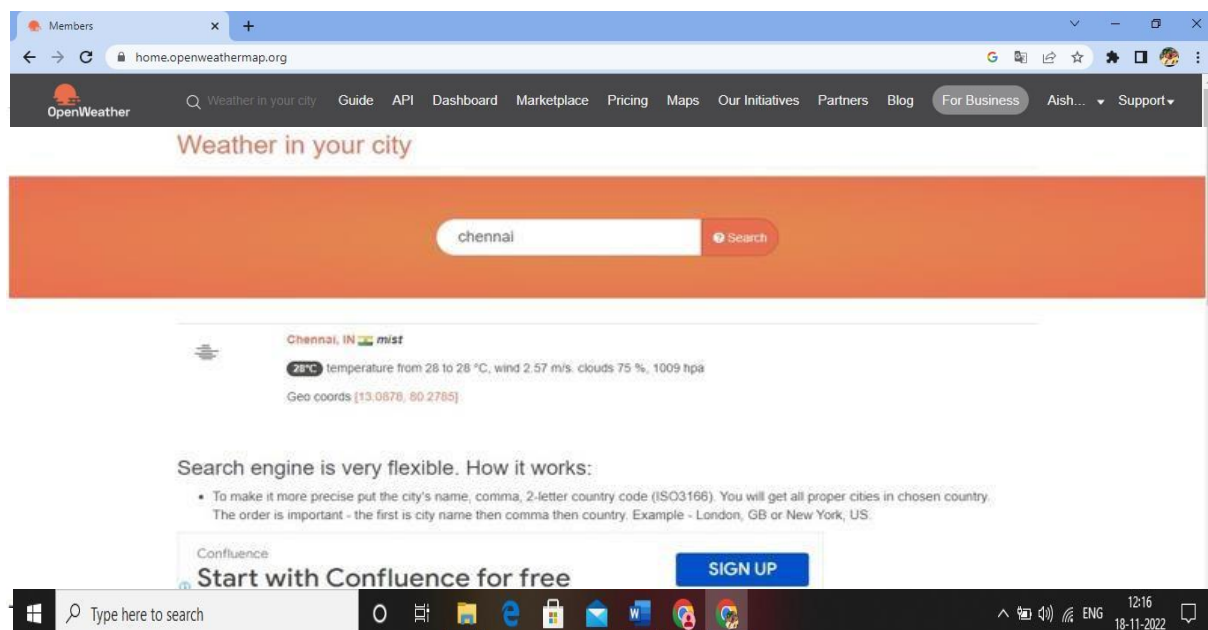 Members
home.openweathermap.org
OpenWeather
Weather in your city Guide API Dashboard Marketplace Pricing Maps Our Initiatives Partners Blog For Business Aish... Support
Weather in your city
chennai Search
Chennai, IN mist
28°C temperature from 28 to 28 °C, wind 2.57 m/s. clouds 75 %, 1009 hpa
Geo coords [13.0878, 80.2785]
Search engine is very flexible. How it works:
• To make it more precise put the city's name, comma, 2-letter country code (ISO3166). You will get all proper cities in chosen country.
The order is important - the first is city name then comma then country. Example - London, GB or New York, US.
Confluence
Start with Confluence for free
SIGN UP
Type here to search
ENG
12:16
18-11-2022